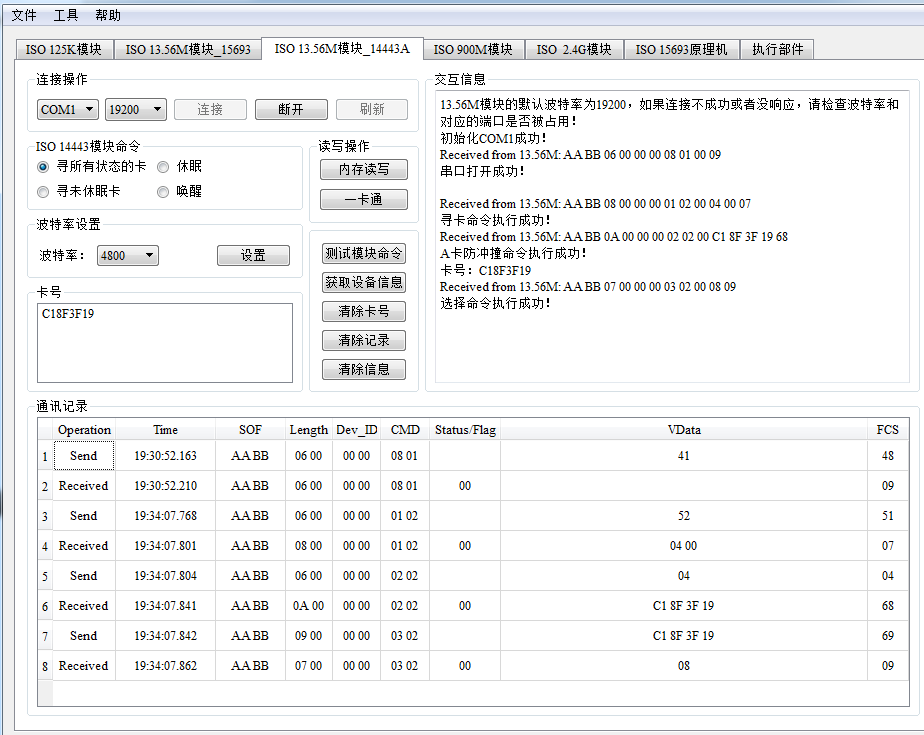 文件 工具 帮助
ISO 125K模块 ISO 13.56M模块_15693 ISO 13.56M模块_14443A ISO 900M模块 ISO 2.4G模块 ISO 15693原理机 执行部件
连接操作
COM1 19200 连接 断开 刷新
ISO 14443模块命令
寻所有状态的卡 休眠
寻未休眠卡 唤醒
波特率设置
波特率： 4800 设置
卡号
C18F3F19
读写操作
内存读写
一卡通
测试模块命令
获取设备信息
清除卡号
清除记录
清除信息
交互信息
13.56M模块的默认波特率为19200，如果连接不成功或者没响应，请检查波特率和
对应的端口是否被占用！
初始化COM1成功！
Received from 13.56M: AA BB 06 00 00 00 08 01 00 09
串口打开成功！
Received from 13.56M: AA BB 08 00 00 00 01 02 00 04 00 07
寻卡命令执行成功！
Received from 13.56M: AA BB 0A 00 00 00 02 02 00 C1 8F 3F 19 68
A卡防冲撞命令执行成功！
卡号：C18F3F19
Received from 13.56M: AA BB 07 00 00 00 03 02 00 08 09
选择命令执行成功！
通讯记录
Operation Time SOF Length Dev_ID CMD Status/Flag VData FCS
1 Send 19:30:52.163 AA BB 06 00 00 00 08 01 41 48
2 Received 19:30:52.210 AA BB 06 00 00 00 08 01 00 09
3 Send 19:34:07.768 AA BB 06 00 00 00 01 02 52 51
4 Received 19:34:07.801 AA BB 08 00 00 00 01 02 00 04 00 07
5 Send 19:34:07.804 AA BB 06 00 00 00 02 02 04 04
6 Received 19:34:07.841 AA BB 0A 00 00 00 02 02 00 C1 8F 3F 19 68
7 Send 19:34:07.842 AA BB 09 00 00 00 03 02 C1 8F 3F 19 69
8 Received 19:34:07.862 AA BB 07 00 00 00 03 02 00 08 09